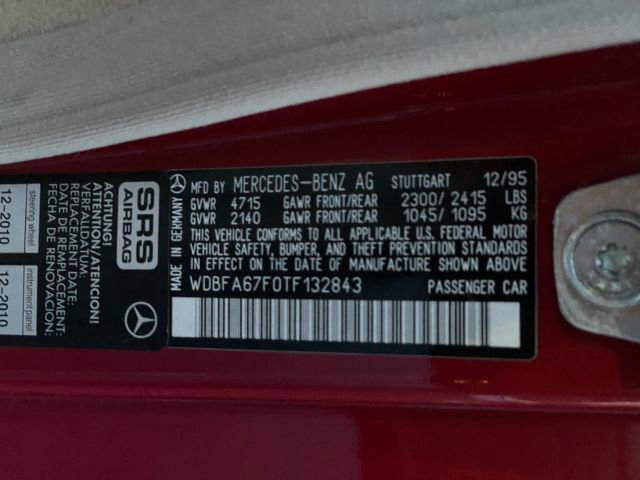 MFD BY MERCEDES-BENZ AG STUTTGART 12/95
GVWR 4715 GAWR FRONT/REAR 2300/ 2415 LBS
GVWR 2140 GAWR FRONT/REAR 1045/ 1095 KG
THIS VEHICLE CONFORMS TO ALL APPLICABLE U.S. FEDERAL MOTOR
VEHICLE SAFETY, BUMPER, AND THEFT PREVENTION STANDARDS
IN EFFECT ON THE DATE OF MANUFACTURE SHOWN ABOVE
WDBFA67F0TF132843 PASSENGER CAR
MADE IN GERMANY
SRS
AIRBAG
ACHTUNG!
ATTENTION/ATENCION!
VERFALLDATUM:
REPLACEMENT DATE:
DATE DE REMPLACEMENT:
FECHA DE RENOVACION:
steering wheel
12-2010
instrument panel
12-2010